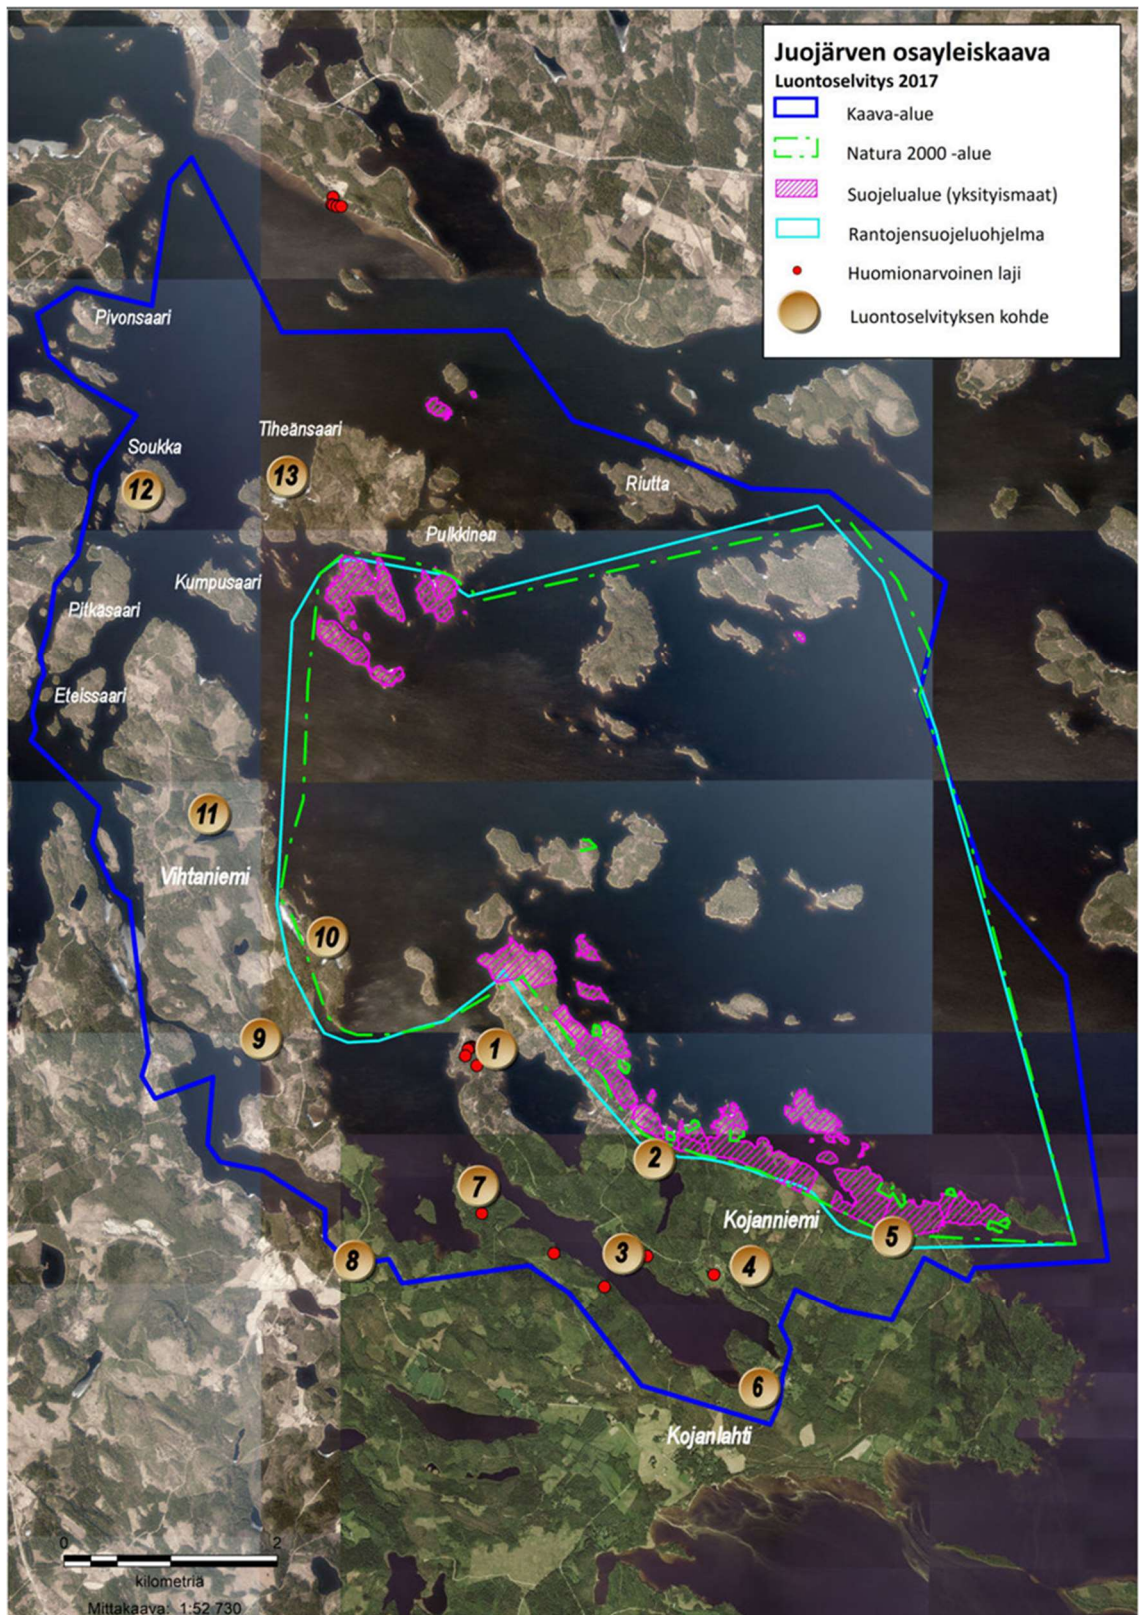 Juojärven osayleiskaava
Luontoselvitys 2017
Kaava-alue
Natura 2000 -alue
Suojelualue (yksityismaat)
Rantojensuojeluohjelma
Huomionarvoinen laji
Luontoselvityksen kohde
Pivonsaari
Tiheänsaari
Soukka
13
12
Riutta
Pulkkinen
Kumpusaari
Pitkäsaari
Eteissaari
11
Vihtaniemi
10
9
1
2
7
Kojanniemi
5
3
8
4
6
Kojanlahti
0 2
kilometriä
Mittakaava: 1:52 730